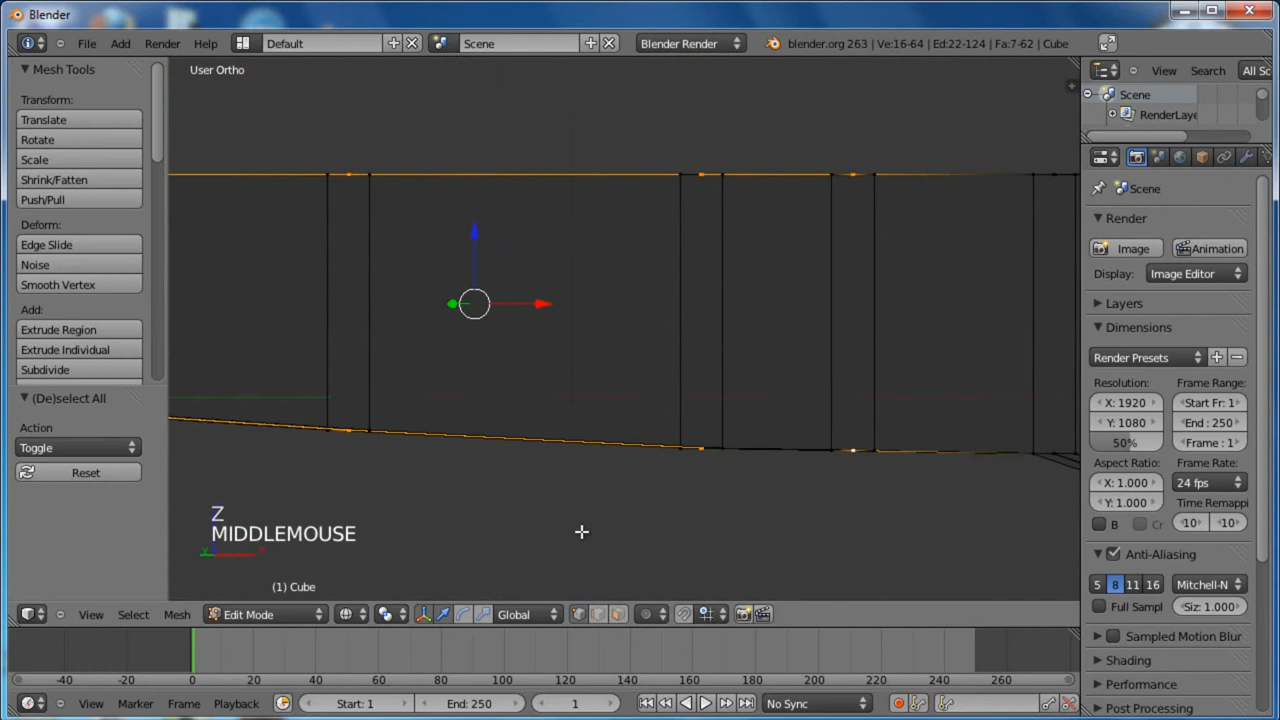 Blender
File Add Render Help Default Scene Blender Render blender.org 263 | Ve:16-64 | Ed:22-124 | Fa:7-62 | Cube
Mesh Tools
Transform:
Translate
Rotate
Scale
Shrink/Fatten
Push/Pull
Deform:
Edge Slide
Noise
Smooth Vertex
Add:
Extrude Region
Extrude Individual
Subdivide
(De)select All
Action
Toggle
Reset
User Ortho
Z
MIDDLEMOUSE
y
(1) Cube
View Select Mesh Edit Mode Global
View Search All Sc
Scene
RenderLaye
Scene
Render
Image Animation
Display: Image Editor
Layers
Dimensions
Render Presets
Resolution: Frame Range:
X: 1920 Start Fr: 1
Y: 1080 End : 250
50% Frame : 1
Aspect Ratio: Frame Rate:
X: 1.000 24 fps
Y: 1.000 Time Remappi
B Cr 10 10
Anti-Aliasing
5 8 11 16 Mitchell-N
Full Sampl Siz: 1.000
Sampled Motion Blur
Shading
Performance
Post Processing
-40 -20 0 20 40 60 80 100 120 140 160 180 200 220 240 260
View Marker Frame Playback Start: 1 End: 250 1 No Sync